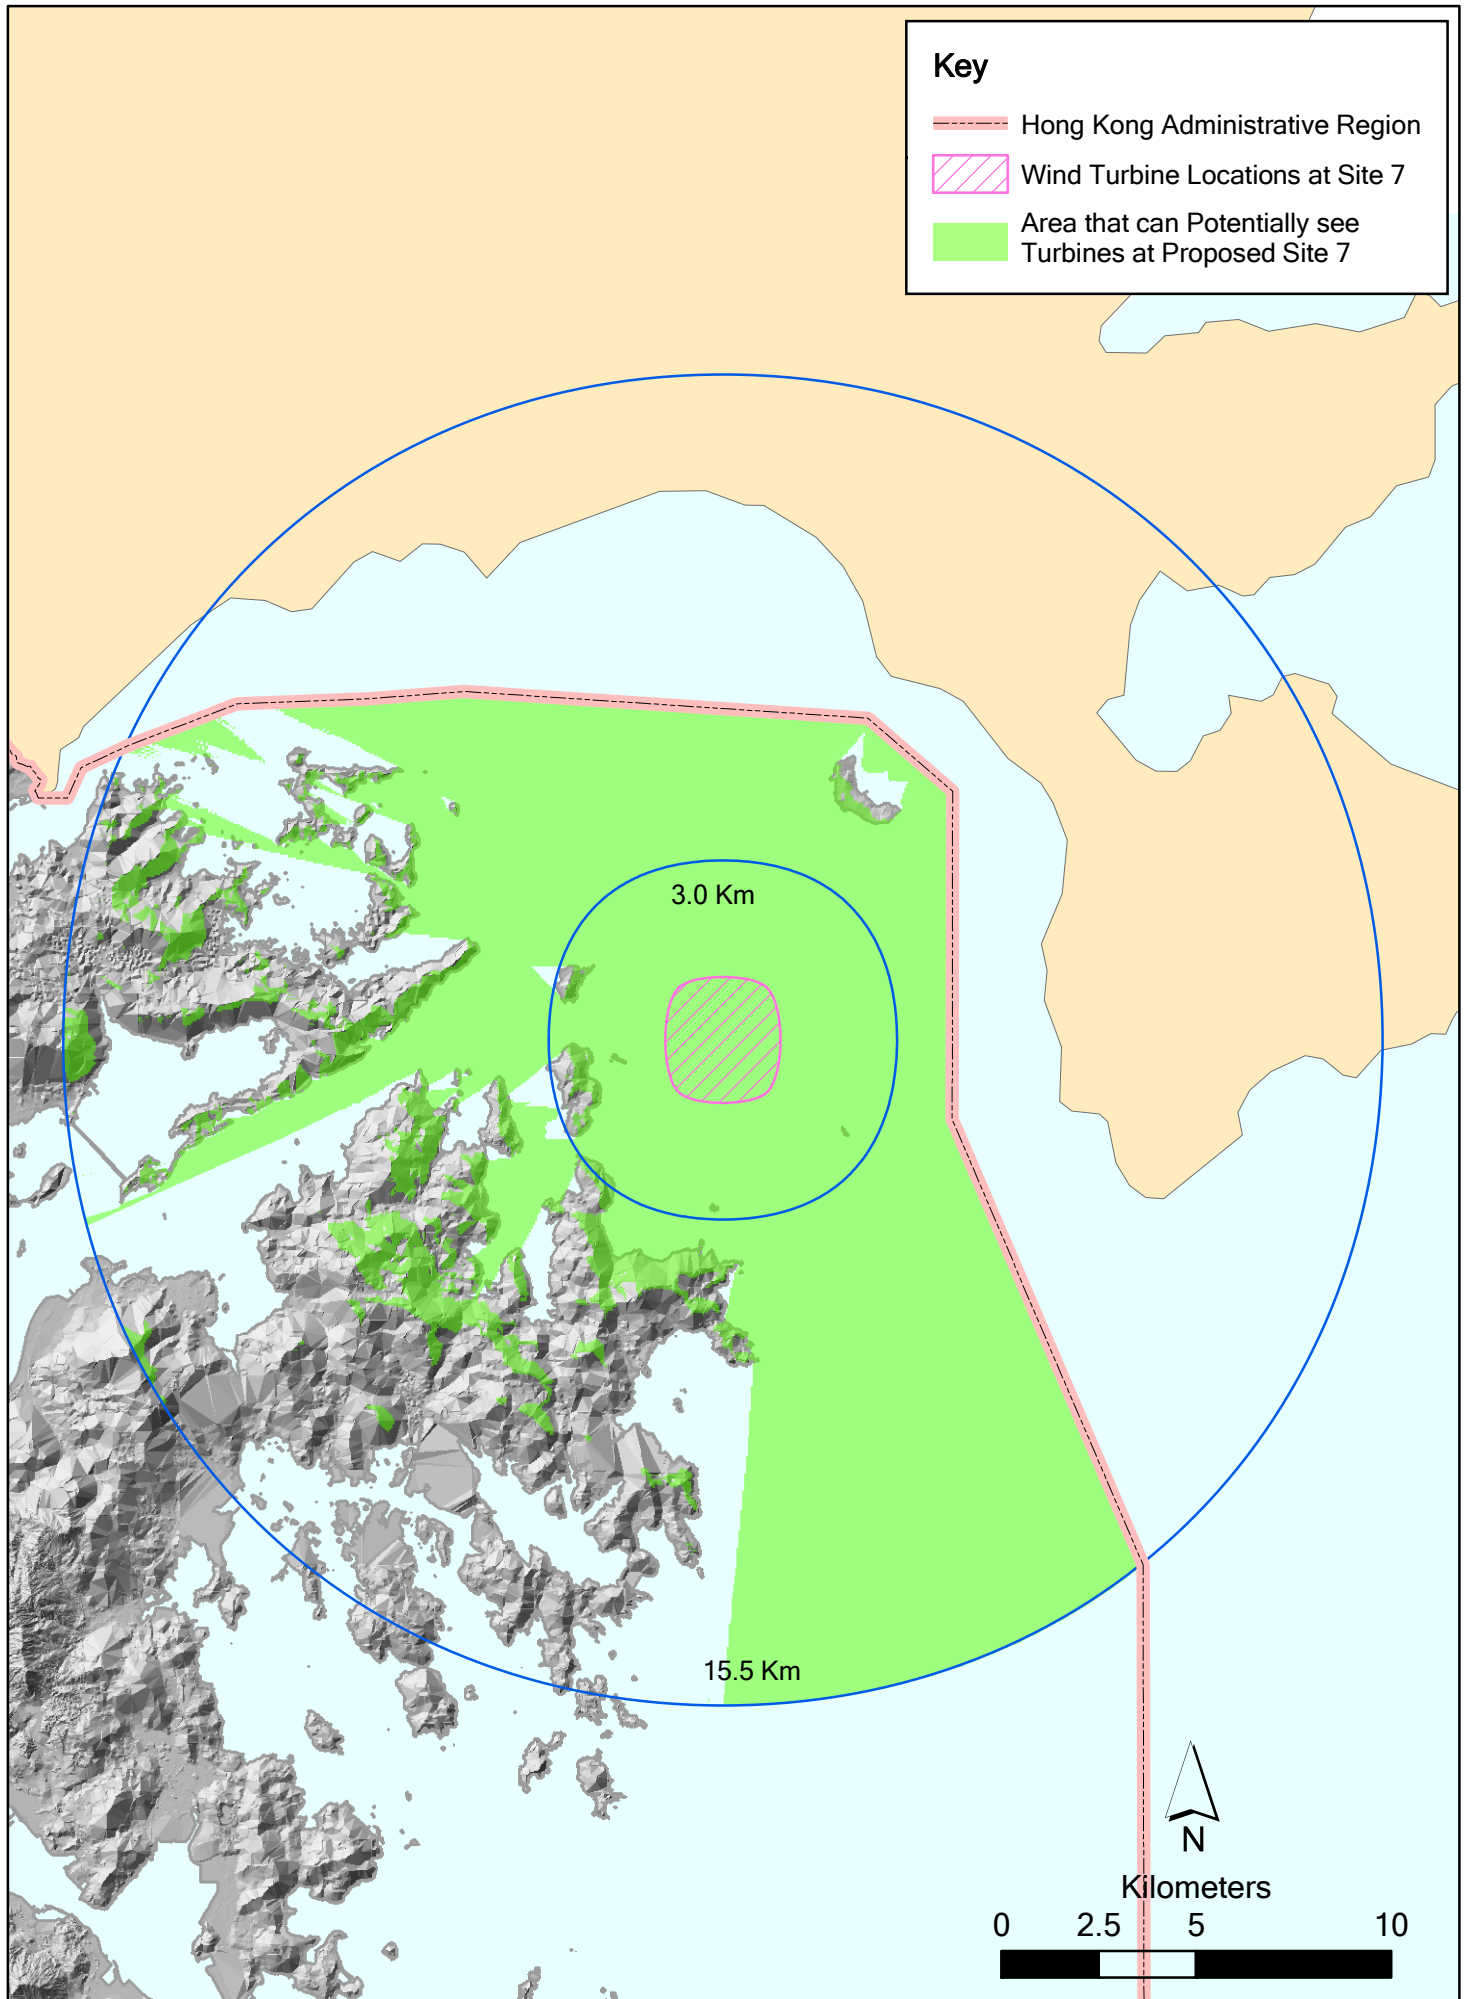 Key
Hong Kong Administrative Region
Wind Turbine Locations at Site 7
Area that can Potentially see
Turbines at Proposed Site 7
3.0 Km
15.5 Km
N
Kilometers
0 2.5 5 10